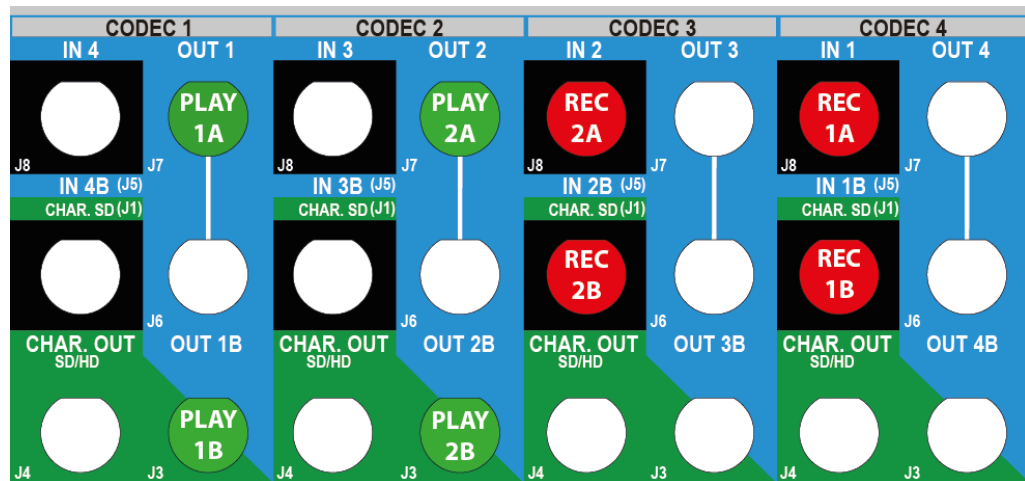 CODEC 1 CODEC 2 CODEC 3 CODEC 4
IN 4 OUT 1 IN 3 OUT 2 IN 2 OUT 3 IN 1 OUT 4
PLAY PLAY REC REC
1A 2A 2A 1A
J8 J7 J8 J7 J8 J7 J8 J7
IN 4B (J5) IN 3B (J5) IN 2B (J5) IN 1B (J5)
CHAR. SD (J1) CHAR. SD (J1) CHAR. SD (J1) CHAR. SD (J1)
REC REC
2B 1B
J6 J6 J6 J6
CHAR. OUT OUT 1B CHAR. OUT OUT 2B CHAR. OUT OUT 3B CHAR. OUT OUT 4B
SD/HD SD/HD SD/HD SD/HD
PLAY PLAY
1B 2B
J4 J3 J4 J3 J4 J3 J4 J3